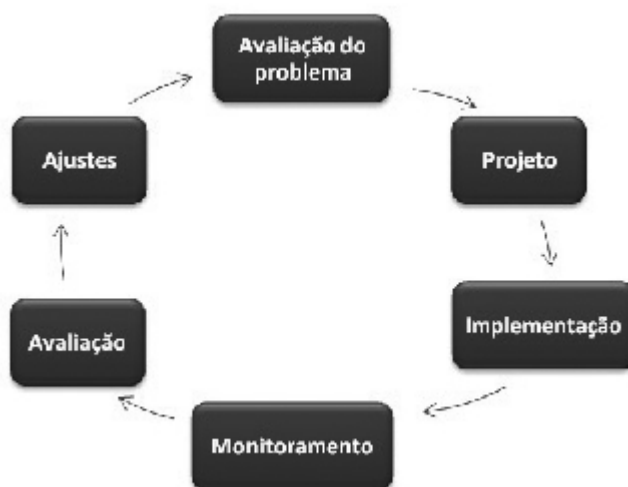 Avaliação do
problema
Projeto
Implementação
Monitoramento
Avaliação
Ajustes